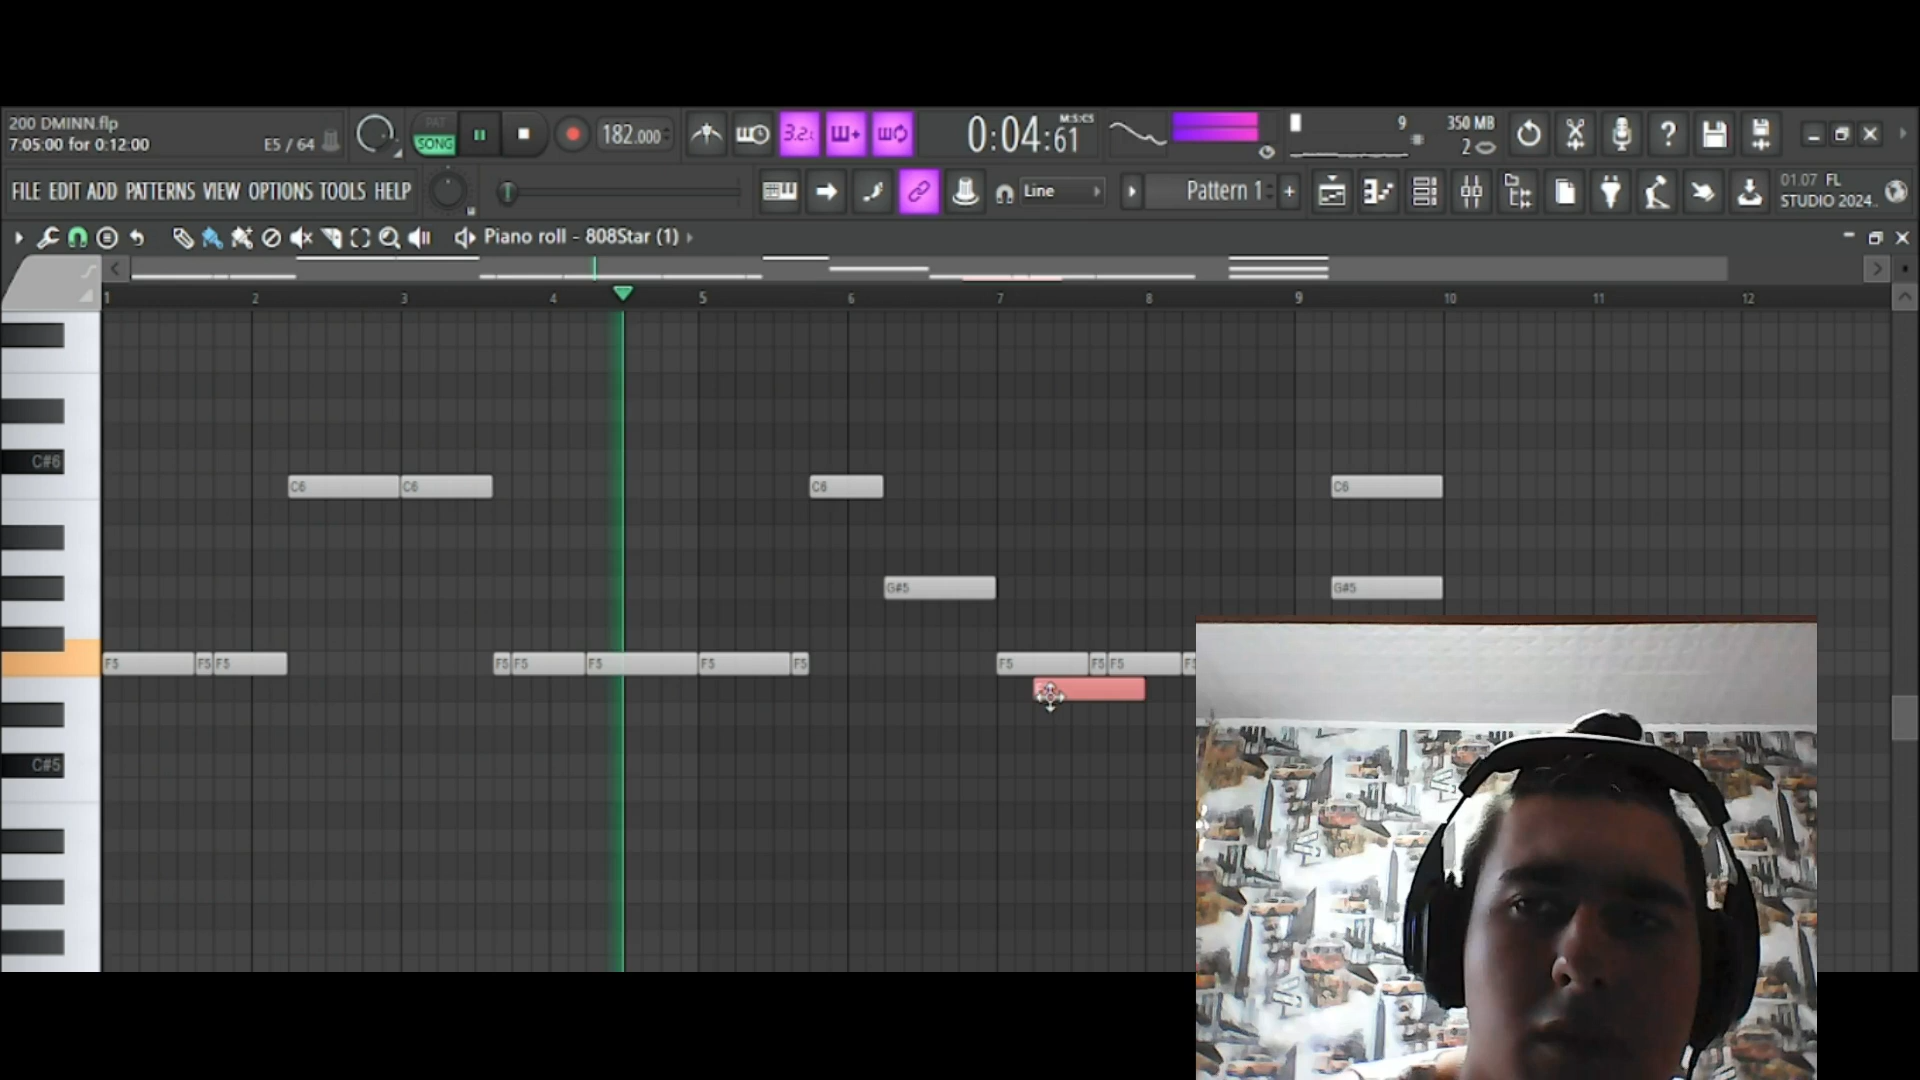 200 DMINN.flp
7:05:00 for 0:12:00
E5 / 64
PAT
SONG
182.000
3.2.:
0:04:61
M:S:CS
9
350 MB
2
FILE EDIT ADD PATTERNS VIEW OPTIONS TOOLS HELP
Line
Pattern 1
01.07 FL
STUDIO 2024..
Piano roll - 808Star (1)
1 2 3 4 5 6 7 8 9 10 11 12
C#6
C6 C6 C6 C6
G#5 G#5
F5 F5 F5 F5 F5 F5 F5 F5 F5 F5 F5 F5
C#5